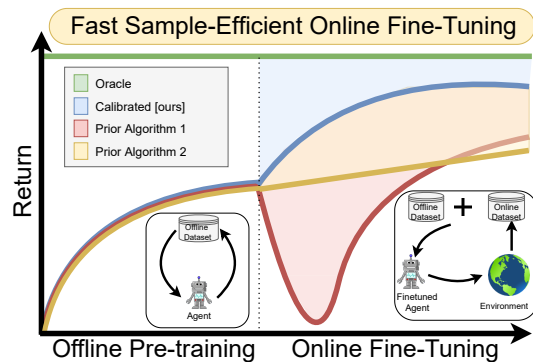 Fast Sample-Efficient Online Fine-Tuning
Oracle
Calibrated [ours]
Prior Algorithm 1
Prior Algorithm 2
Return
Offline
Dataset
Agent
Offline
Dataset
+
Online
Dataset
Finetuned
Agent
Environment
Offline Pre-training
Online Fine-Tuning